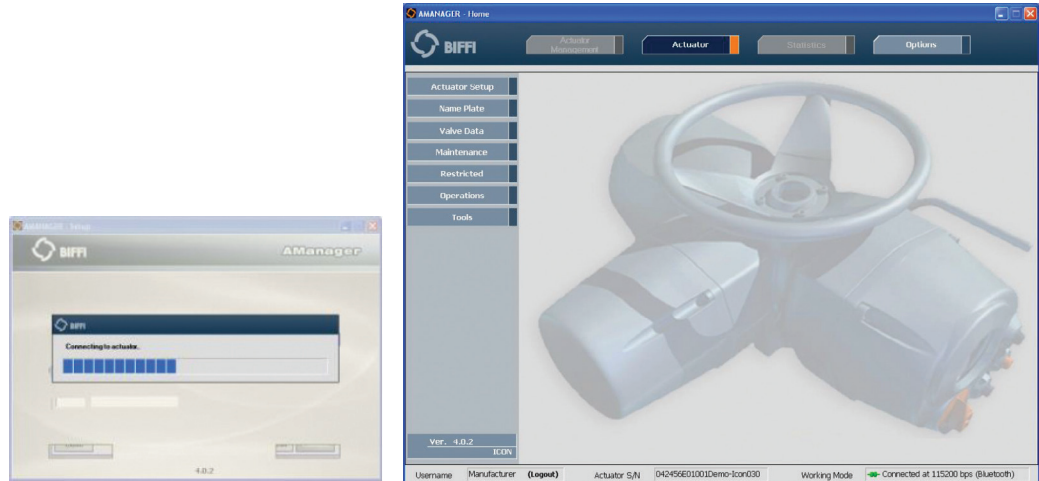 AMANAGER - Setup
BIFFI
AManager
BIFFI
Connecting to actuator.
4.0.2
AMANAGER - Home
BIFFI
Actuator
Management
Actuator
Statistics
Options
Actuator Setup
Name Plate
Valve Data
Maintenance
Restricted
Operations
Tools
Ver. 4.0.2
ICON
Username Manufacturer (Logout) Actuator S/N 042456E01001Demo-Icon030 Working Mode Connected at 115200 bps (Bluetooth)